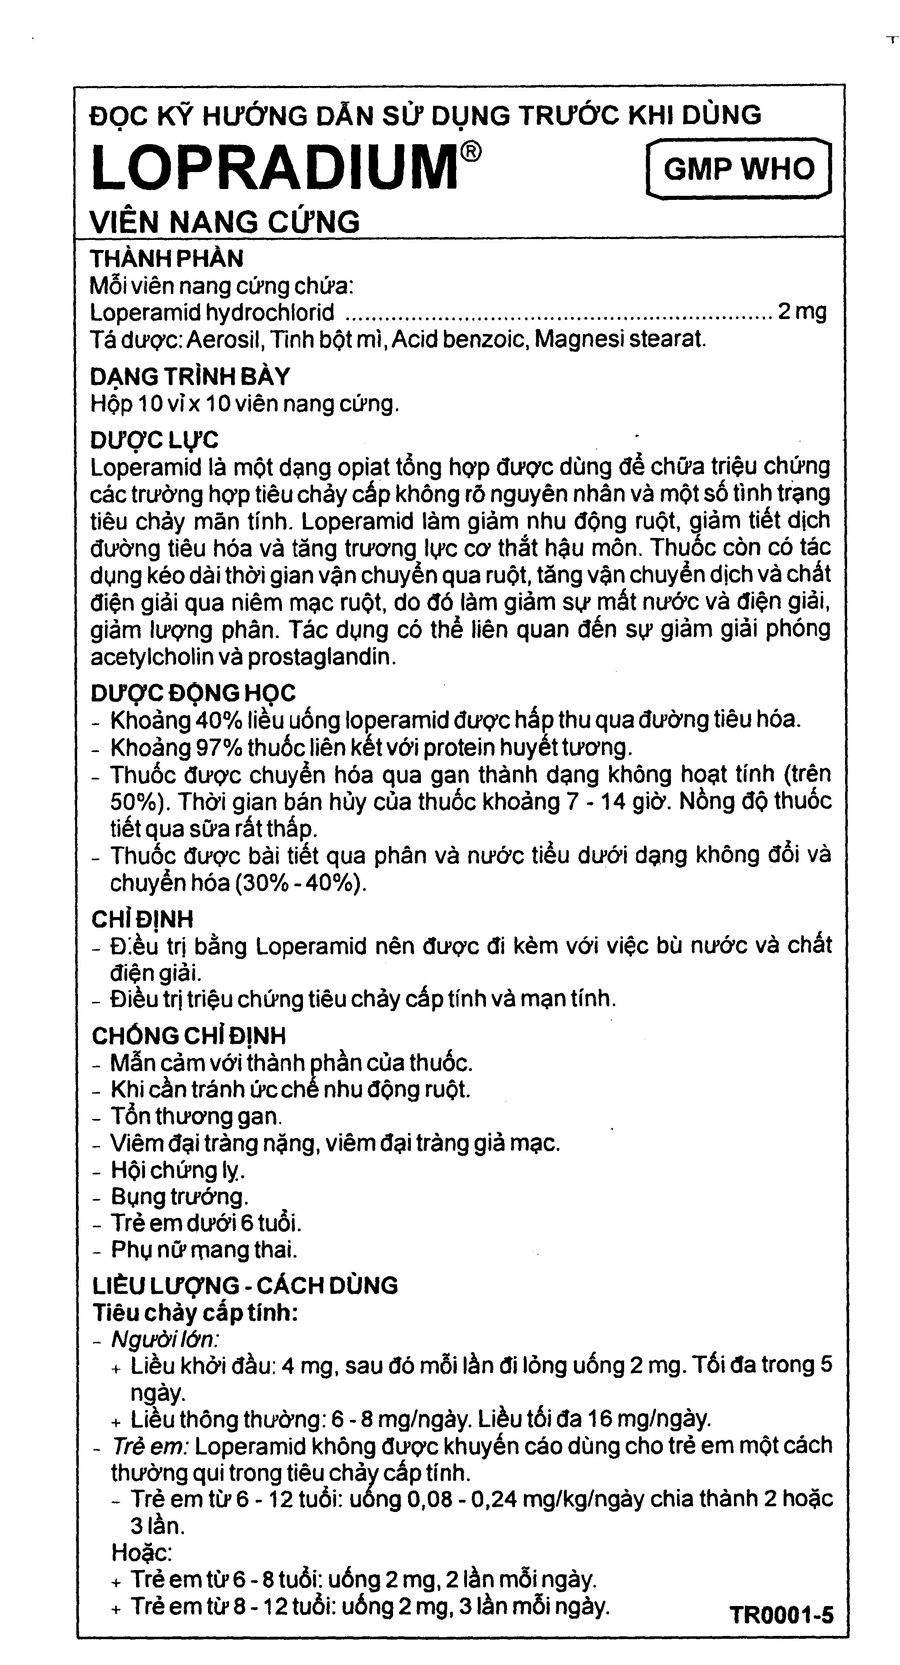 ĐỌC KỸ HƯỚNG DẪN SỬ DỤNG TRƯỚC KHI DÙNG
LOPRADIUM®
GMP WHO
VIÊN NANG CỨNG
THÀNH PHẦN
Mỗi viên nang cứng chứa:
Loperamid hydrochlorid ............................................................... 2 mg
Tá dược: Aerosil, Tinh bột mì, Acid benzoic, Magnesi stearat.
DẠNG TRÌNH BÀY
Hộp 10 vỉ x 10 viên nang cứng.
DƯỢC LỰC
Loperamid là một dạng opiat tổng hợp được dùng để chữa triệu chứng
các trường hợp tiêu chảy cấp không rõ nguyên nhân và một số tình trạng
tiêu chảy mãn tính. Loperamid làm giảm nhu động ruột, giảm tiết dịch
đường tiêu hóa và tăng trương lực cơ thắt hậu môn. Thuốc còn có tác
dụng kéo dài thời gian vận chuyển qua ruột, tăng vận chuyển dịch và chất
điện giải qua niêm mạc ruột, do đó làm giảm sự mất nước và điện giải,
giảm lượng phân. Tác dụng có thể liên quan đến sự giảm giải phóng
acetylcholin và prostaglandin.
DƯỢC ĐỘNG HỌC
- Khoảng 40% liều uống loperamid được hấp thu qua đường tiêu hóa.
- Khoảng 97% thuốc liên kết với protein huyết tương.
- Thuốc được chuyển hóa qua gan thành dạng không hoạt tính (trên
50%). Thời gian bán hủy của thuốc khoảng 7 - 14 giờ. Nồng độ thuốc
tiết qua sữa rất thấp.
- Thuốc được bài tiết qua phân và nước tiểu dưới dạng không đổi và
chuyển hóa (30% - 40%).
CHỈ ĐỊNH
- Điều trị bằng Loperamid nên được đi kèm với việc bù nước và chất
điện giải.
- Điều trị triệu chứng tiêu chảy cấp tính và mạn tính.
CHỐNG CHỈ ĐỊNH
- Mẫn cảm với thành phần của thuốc.
- Khi cần tránh ức chế nhu động ruột.
- Tổn thương gan.
- Viêm đại tràng nặng, viêm đại tràng giả mạc.
- Hội chứng lỵ.
- Bụng trướng.
- Trẻ em dưới 6 tuổi.
- Phụ nữ mang thai.
LIỀU LƯỢNG - CÁCH DÙNG
Tiêu chảy cấp tính:
- Người lớn:
+ Liều khởi đầu: 4 mg, sau đó mỗi lần đi lỏng uống 2 mg. Tối đa trong 5
ngày.
+ Liều thông thường: 6 - 8 mg/ngày. Liều tối đa 16 mg/ngày.
- Trẻ em: Loperamid không được khuyến cáo dùng cho trẻ em một cách
thường qui trong tiêu chảy cấp tính.
- Trẻ em từ 6 - 12 tuổi: uống 0,08 - 0,24 mg/kg/ngày chia thành 2 hoặc
3 lần.
Hoặc:
+ Trẻ em từ 6 - 8 tuổi: uống 2 mg, 2 lần mỗi ngày.
+ Trẻ em từ 8 - 12 tuổi: uống 2 mg, 3 lần mỗi ngày.
TR0001-5